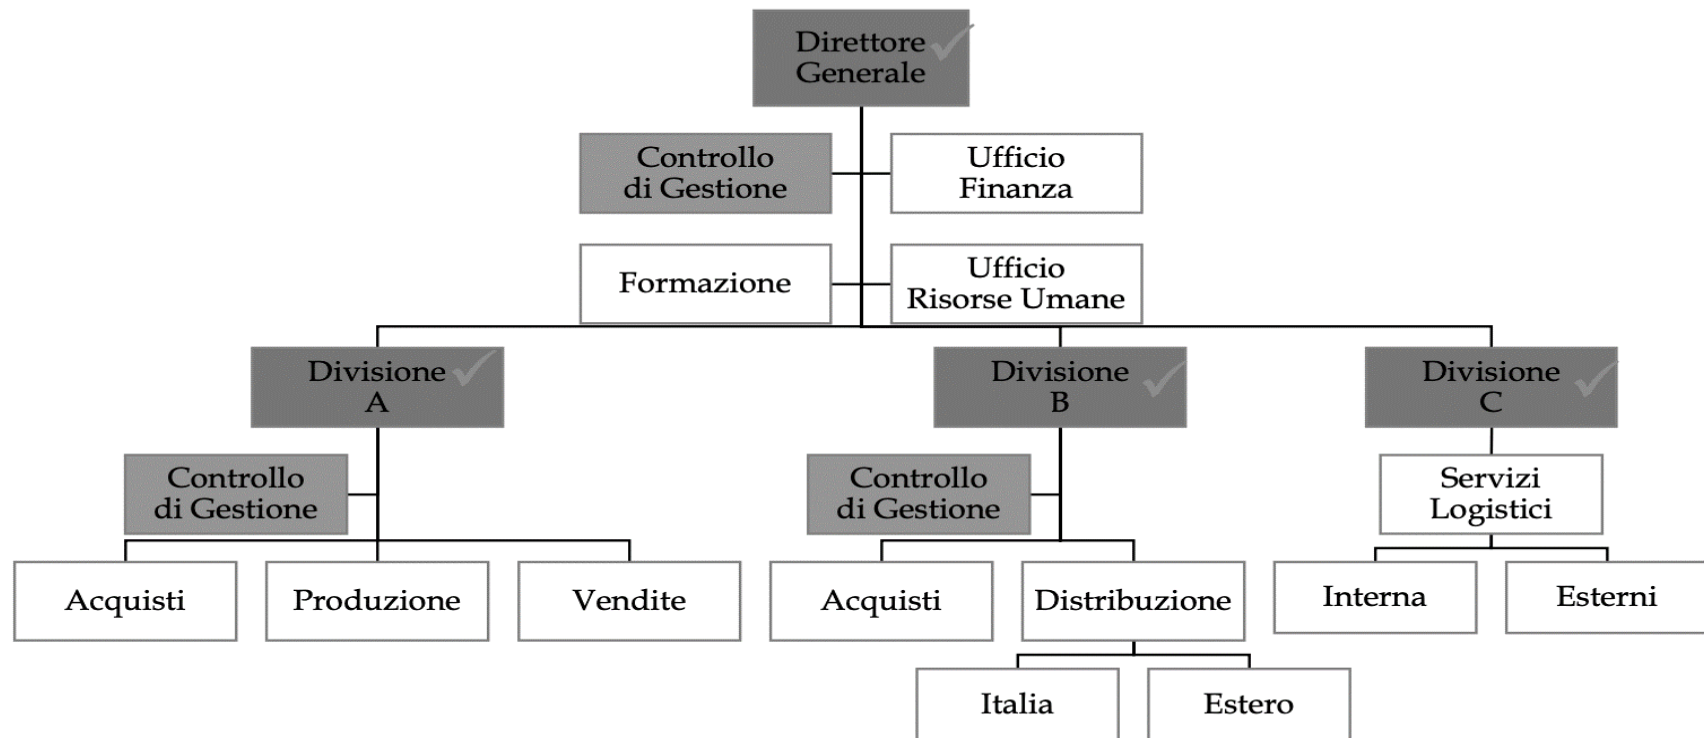 Direttore
Generale
Controllo
di Gestione
Ufficio
Finanza
Formazione
Ufficio
Risorse Umane
Divisione
A
Divisione
B
Divisione
C
Controllo
di Gestione
Controllo
di Gestione
Servizi
Logistici
Acquisti
Produzione
Vendite
Acquisti
Distribuzione
Interna
Esterni
Italia
Estero